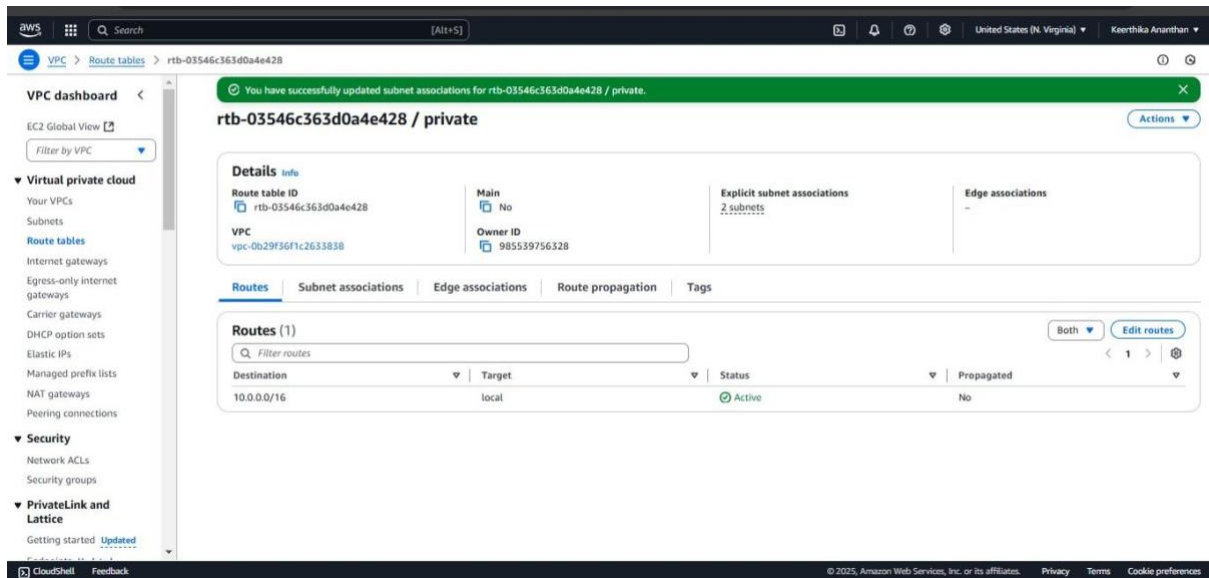 aws
Search
[Alt+S]
United States (N. Virginia)
Keerthika Ananthan
VPC > Route tables > rtb-03546c363d0a4e428
VPC dashboard
EC2 Global View
Filter by VPC
Virtual private cloud
Your VPCs
Subnets
Route tables
Internet gateways
Egress-only internet
gateways
Carrier gateways
DHCP option sets
Elastic IPs
Managed prefix lists
NAT gateways
Peering connections
Security
Network ACLs
Security groups
PrivateLink and
Lattice
Getting started Updated
You have successfully updated subnet associations for rtb-03546c363d0a4e428 / private.
rtb-03546c363d0a4e428 / private
Actions
Details Info
Route table ID
rtb-03546c363d0a4e428
Main
No
Explicit subnet associations
2 subnets
Edge associations
–
VPC
vpc-0b29f36f1c2633838
Owner ID
985539756328
Routes
Subnet associations
Edge associations
Route propagation
Tags
Routes (1)
Both
Edit routes
Filter routes
1
Destination
Target
Status
Propagated
10.0.0.0/16
local
Active
No
CloudShell
Feedback
© 2025, Amazon Web Services, Inc. or its affiliates.
Privacy
Terms
Cookie preferences